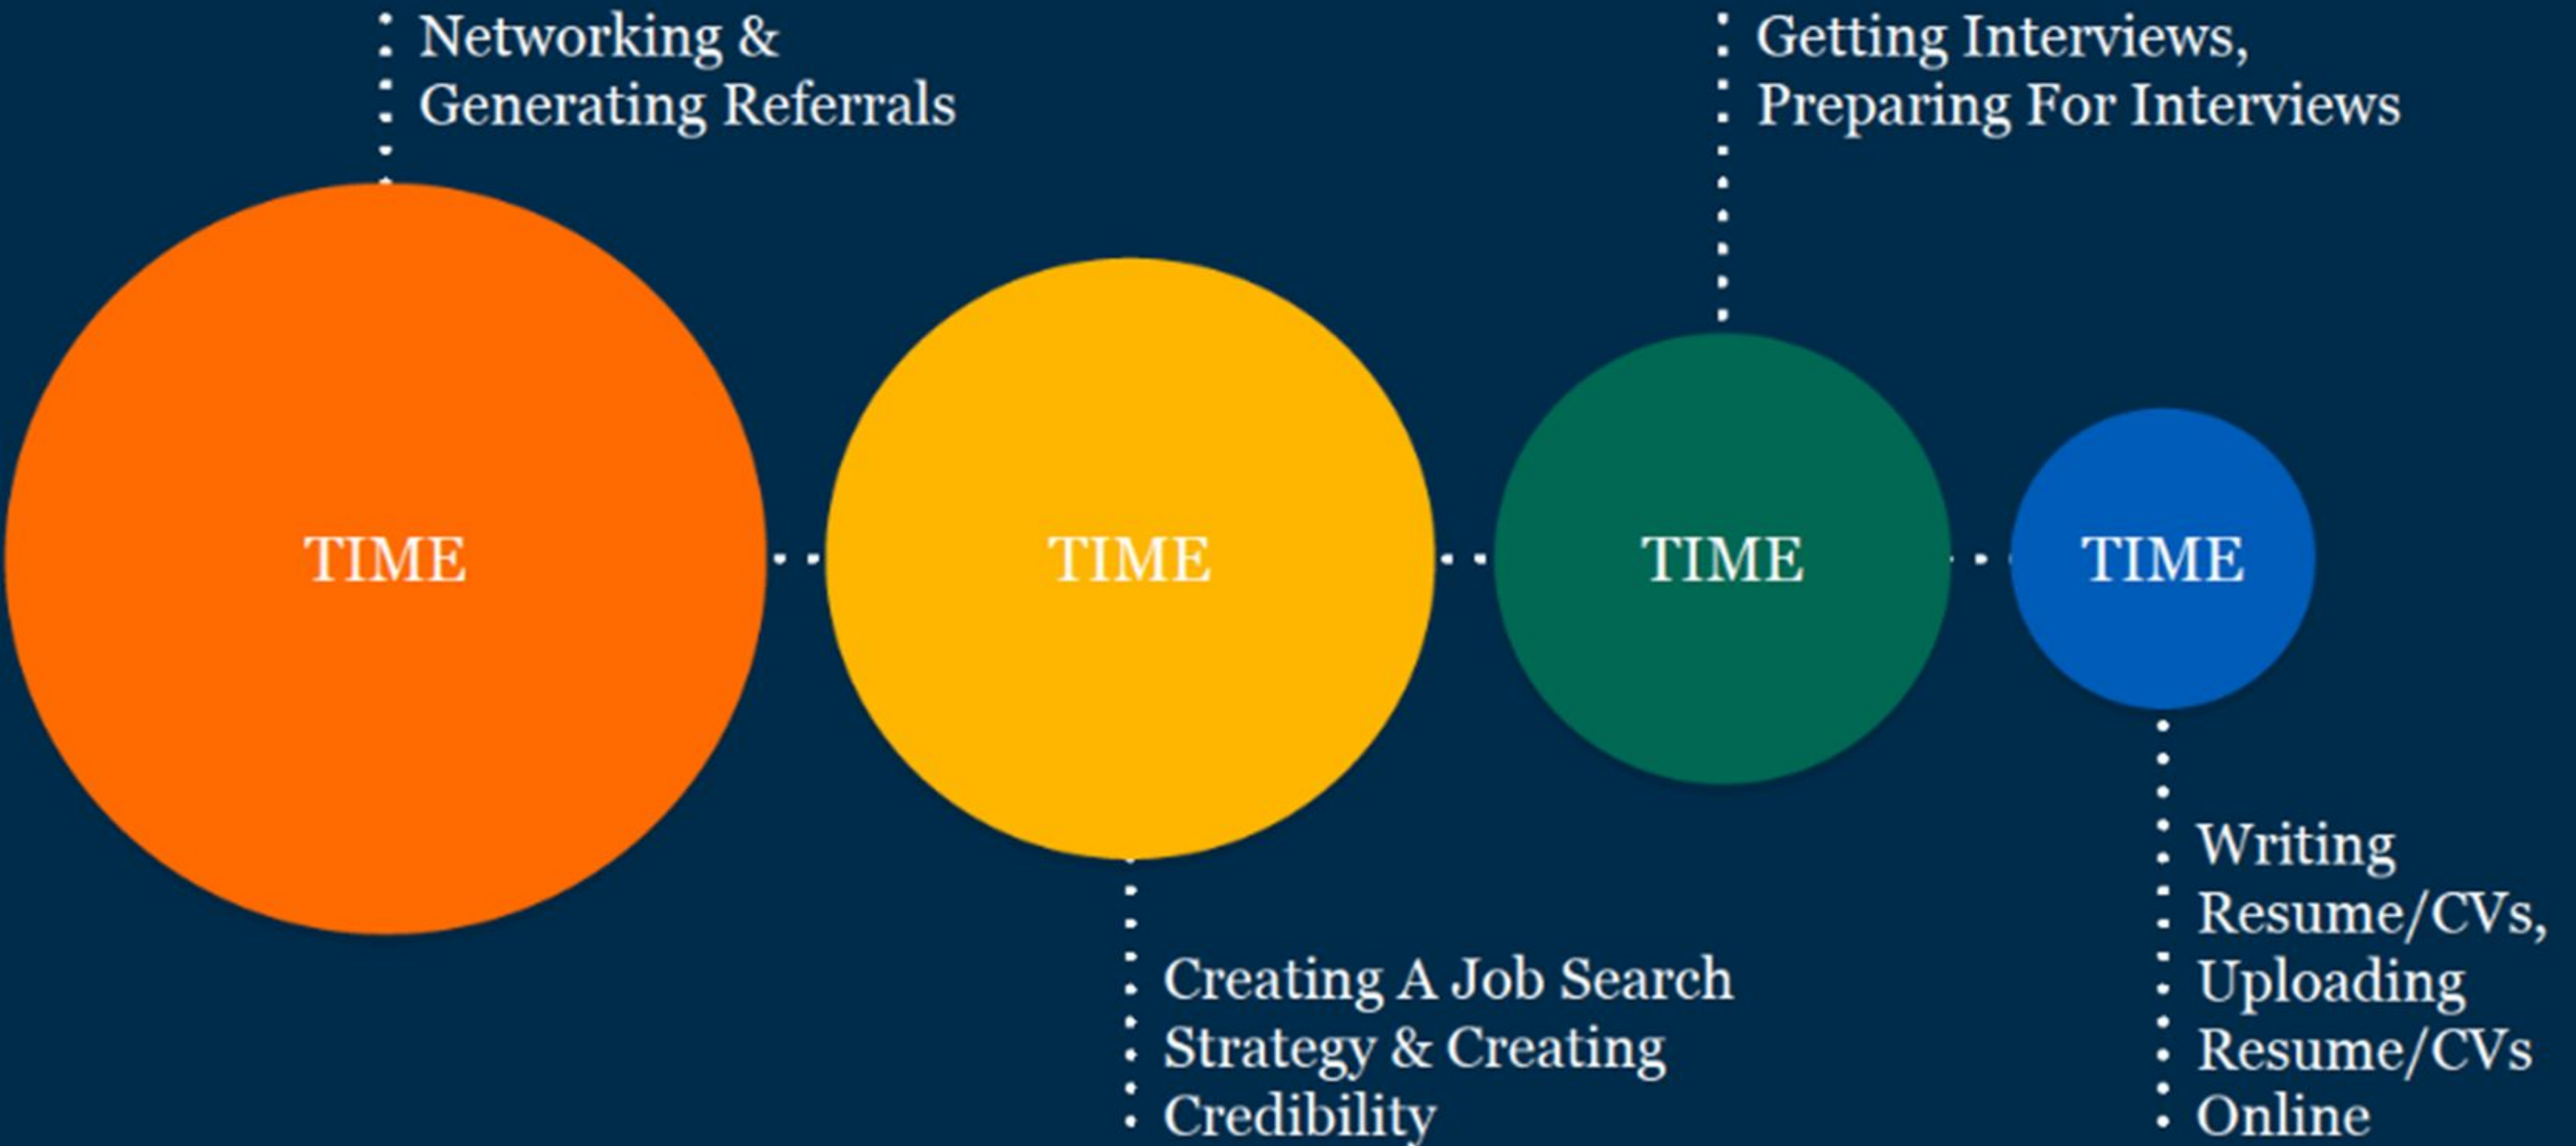 Networking &
Generating Referrals
Getting Interviews,
Preparing For Interviews
TIME
TIME
TIME
TIME
Creating A Job Search
Strategy & Creating
Credibility
Writing
Resume/CVs,
Uploading
Resume/CVs
Online